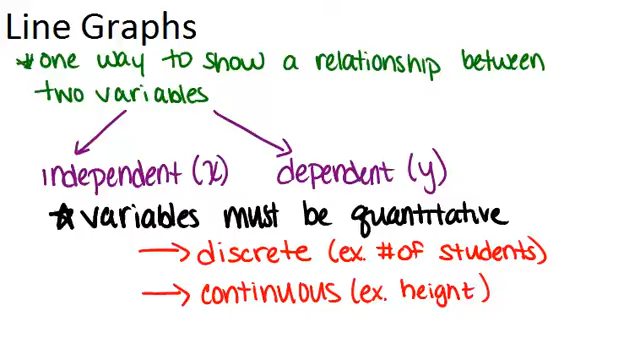 Line Graphs
* one way to show a relationship between
two variables
independent (x) dependent (y)
* variables must be quantitative
→ discrete (ex. # of students)
→ continuous (ex. height)